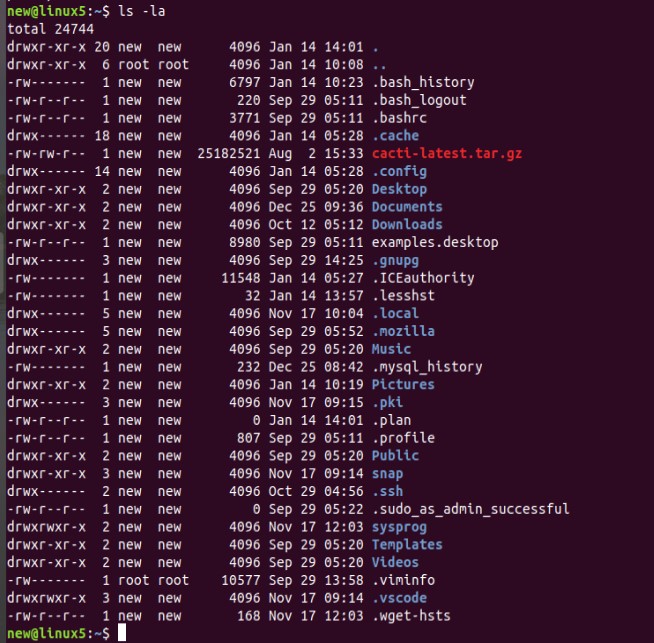 new@linux5:~$ ls -la
total 24744
drwxr-xr-x 20 new  new      4096 Jan 14 14:01 .
drwxr-xr-x  6 root root     4096 Jan 14 10:08 ..
-rw-------  1 new  new      6797 Jan 14 10:23 .bash_history
-rw-r--r--  1 new  new       220 Sep 29 05:11 .bash_logout
-rw-r--r--  1 new  new      3771 Sep 29 05:11 .bashrc
drwx------ 18 new  new      4096 Jan 14 05:28 .cache
-rw-rw-r--  1 new  new  25182521 Aug  2 15:33 cacti-latest.tar.gz
drwx------ 14 new  new      4096 Jan 14 05:28 .config
drwxr-xr-x  2 new  new      4096 Sep 29 05:20 Desktop
drwxr-xr-x  2 new  new      4096 Dec 25 09:36 Documents
drwxr-xr-x  2 new  new      4096 Oct 12 05:12 Downloads
-rw-r--r--  1 new  new      8980 Sep 29 05:11 examples.desktop
drwx------  3 new  new      4096 Sep 29 14:25 .gnupg
-rw-------  1 new  new     11548 Jan 14 05:27 .ICEauthority
-rw-------  1 new  new        32 Jan 14 13:57 .lesshst
drwx------  5 new  new      4096 Nov 17 10:04 .local
drwx------  5 new  new      4096 Sep 29 05:52 .mozilla
drwxr-xr-x  2 new  new      4096 Sep 29 05:20 Music
-rw-------  1 new  new       232 Dec 25 08:42 .mysql_history
drwxr-xr-x  2 new  new      4096 Jan 14 10:19 Pictures
drwx------  3 new  new      4096 Nov 17 09:15 .pki
-rw-r--r--  1 new  new         0 Jan 14 14:01 .plan
-rw-r--r--  1 new  new       807 Sep 29 05:11 .profile
drwxr-xr-x  2 new  new      4096 Sep 29 05:20 Public
drwxr-xr-x  3 new  new      4096 Nov 17 09:14 snap
drwx------  2 new  new      4096 Oct 29 04:56 .ssh
-rw-r--r--  1 new  new         0 Sep 29 05:22 .sudo_as_admin_successful
drwxrwxr-x  2 new  new      4096 Nov 17 12:03 sysprog
drwxr-xr-x  2 new  new      4096 Sep 29 05:20 Templates
drwxr-xr-x  2 new  new      4096 Sep 29 05:20 Videos
-rw-------  1 root root    10577 Sep 29 13:58 .viminfo
drwxrwxr-x  3 new  new      4096 Nov 17 09:14 .vscode
-rw-rw-r--  1 new  new       168 Nov 17 12:03 .wget-hsts
new@linux5:~$